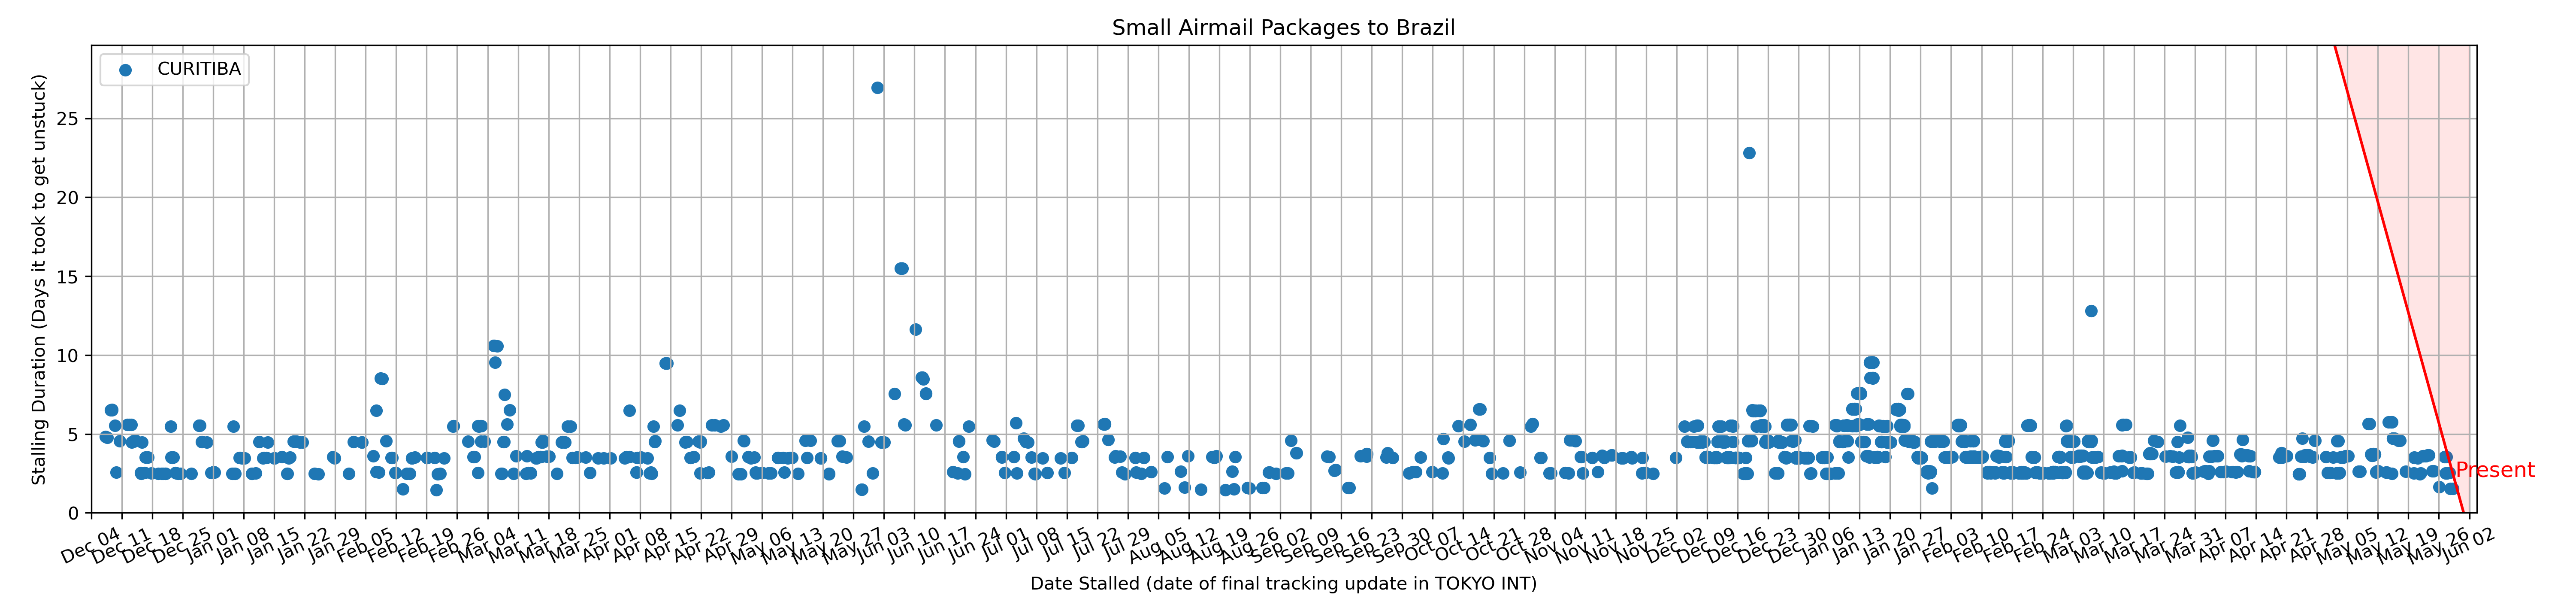 Small Airmail Packages to Brazil
CURITIBA
Stalling Duration (Days it took to get unstuck)
25
20
15
10
5
0
Present
Dec 04
Dec 11
Dec 18
Dec 25
Jan 01
Jan 08
Jan 15
Jan 22
Jan 29
Feb 05
Feb 12
Feb 19
Feb 26
Mar 04
Mar 11
Mar 18
Mar 25
Apr 01
Apr 08
Apr 15
Apr 22
Apr 29
May 06
May 13
May 20
May 27
Jun 03
Jun 10
Jun 17
Jun 24
Jul 01
Jul 08
Jul 15
Jul 22
Jul 29
Aug 05
Aug 12
Aug 19
Aug 26
Sep 02
Sep 09
Sep 16
Sep 23
Sep 30
Oct 07
Oct 14
Oct 21
Oct 28
Nov 04
Nov 11
Nov 18
Nov 25
Dec 02
Dec 09
Dec 16
Dec 23
Dec 30
Jan 06
Jan 13
Jan 20
Jan 27
Feb 03
Feb 10
Feb 17
Feb 24
Mar 03
Mar 10
Mar 17
Mar 24
Mar 31
Apr 07
Apr 14
Apr 21
Apr 28
May 05
May 12
May 19
May 26
Jun 02
Date Stalled (date of final tracking update in TOKYO INT)